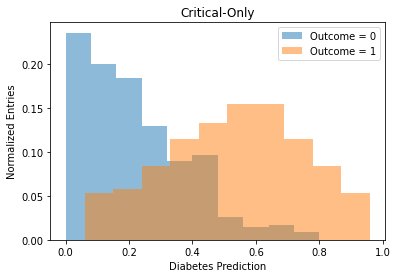 Critical-Only
Outcome = 0
Outcome = 1
Normalized Entries
0.20
0.15
0.10
0.05
0.00
0.0 0.2 0.4 0.6 0.8 1.0
Diabetes Prediction